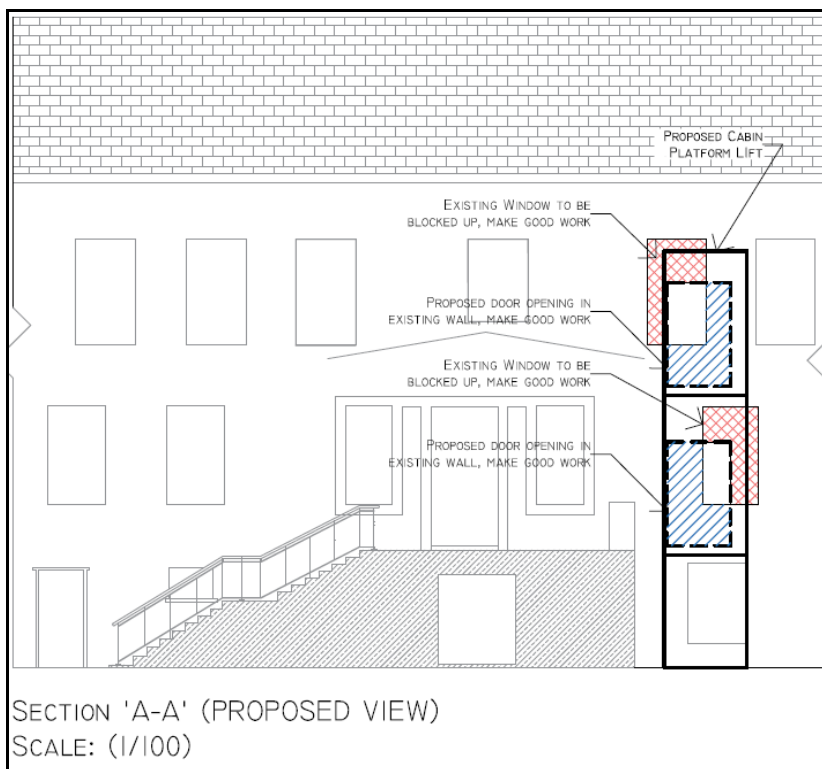 PROPOSED CABIN
PLATFORM LIFT
EXISTING WINDOW TO BE
BLOCKED UP, MAKE GOOD WORK
PROPOSED DOOR OPENING IN
EXISTING WALL, MAKE GOOD WORK
EXISTING WINDOW TO BE
BLOCKED UP, MAKE GOOD WORK
PROPOSED DOOR OPENING IN
EXISTING WALL, MAKE GOOD WORK
SECTION 'A-A' (PROPOSED VIEW)
SCALE: (1/100)